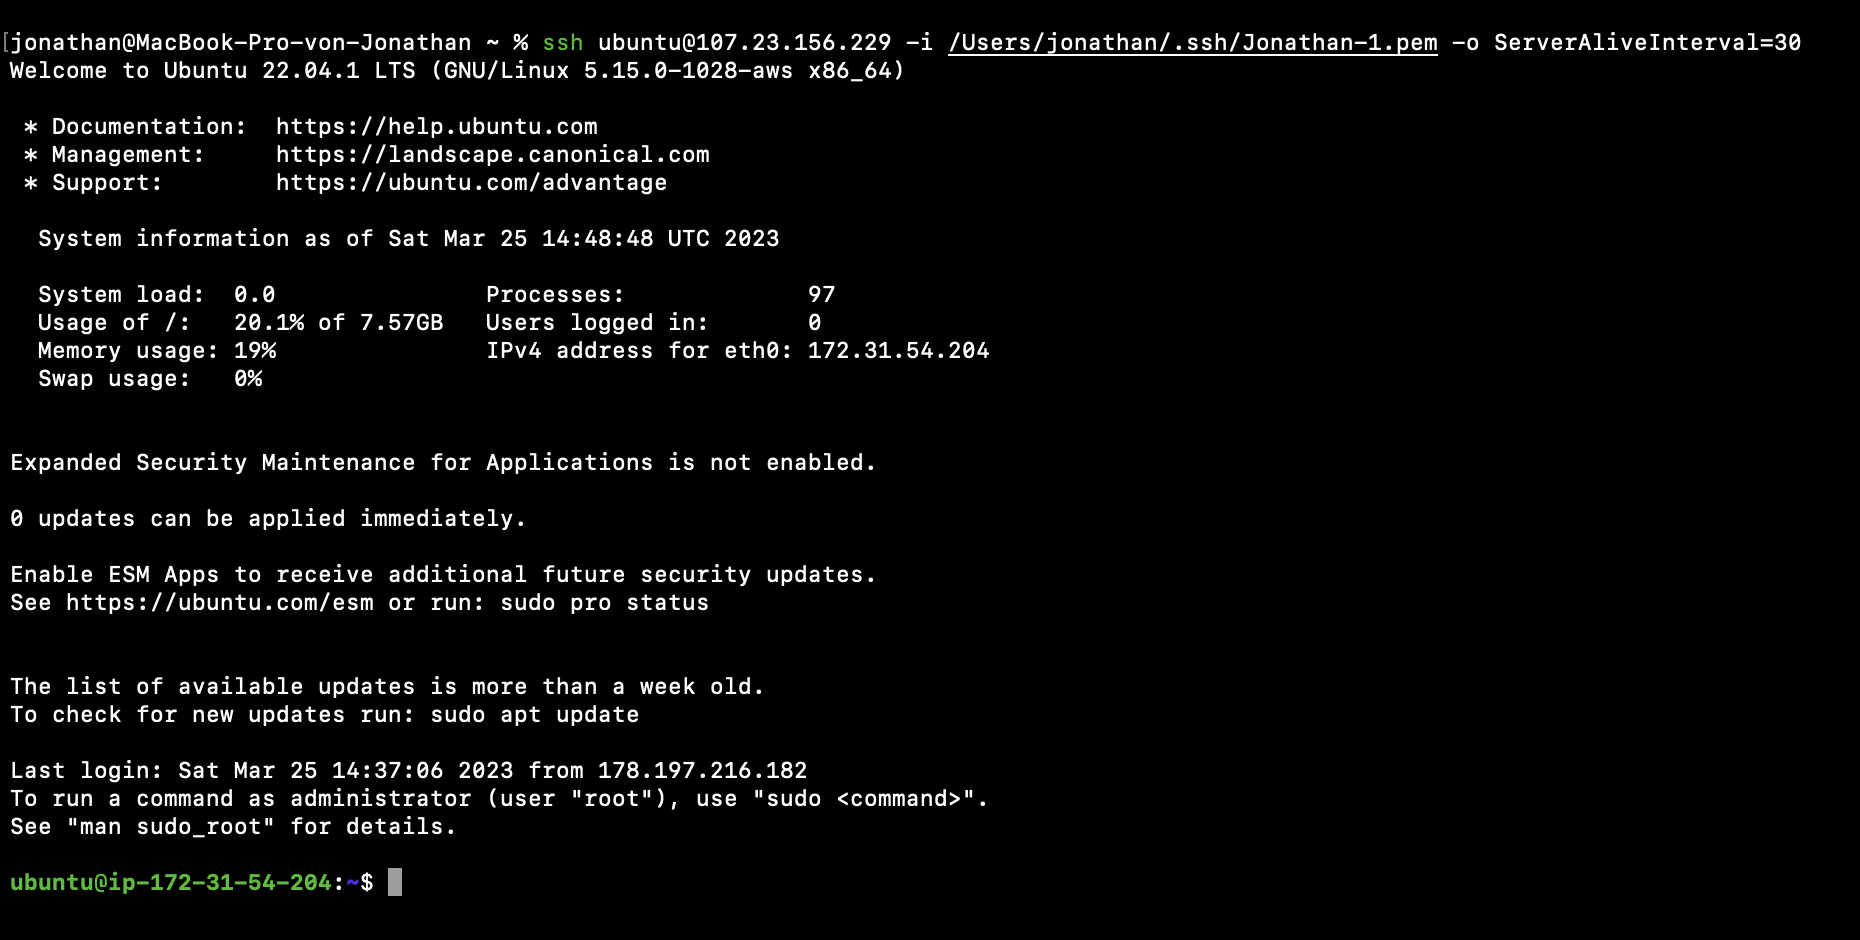 [jonathan@MacBook-Pro-von-Jonathan ~ % ssh ubuntu@107.23.156.229 -i /Users/jonathan/.ssh/Jonathan-1.pem -o ServerAliveInterval=30
Welcome to Ubuntu 22.04.1 LTS (GNU/Linux 5.15.0-1028-aws x86_64)
* Documentation:  https://help.ubuntu.com
* Management:     https://landscape.canonical.com
* Support:        https://ubuntu.com/advantage
System information as of Sat Mar 25 14:48:48 UTC 2023
System load:  0.0               Processes:             97
Usage of /:   20.1% of 7.57GB   Users logged in:       0
Memory usage: 19%               IPv4 address for eth0: 172.31.54.204
Swap usage:   0%
Expanded Security Maintenance for Applications is not enabled.
0 updates can be applied immediately.
Enable ESM Apps to receive additional future security updates.
See https://ubuntu.com/esm or run: sudo pro status
The list of available updates is more than a week old.
To check for new updates run: sudo apt update
Last login: Sat Mar 25 14:37:06 2023 from 178.197.216.182
To run a command as administrator (user "root"), use "sudo <command>".
See "man sudo_root" for details.
ubuntu@ip-172-31-54-204:~$